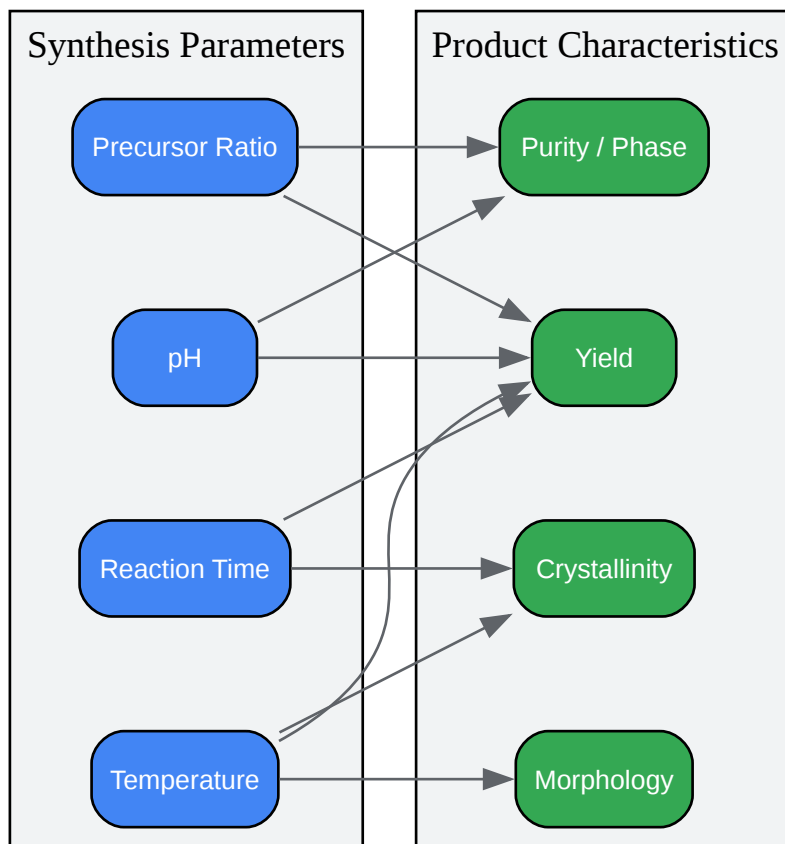 Synthesis Parameters
Product Characteristics
Precursor Ratio
Purity / Phase
pH
Yield
Reaction Time
Crystallinity
Temperature
Morphology